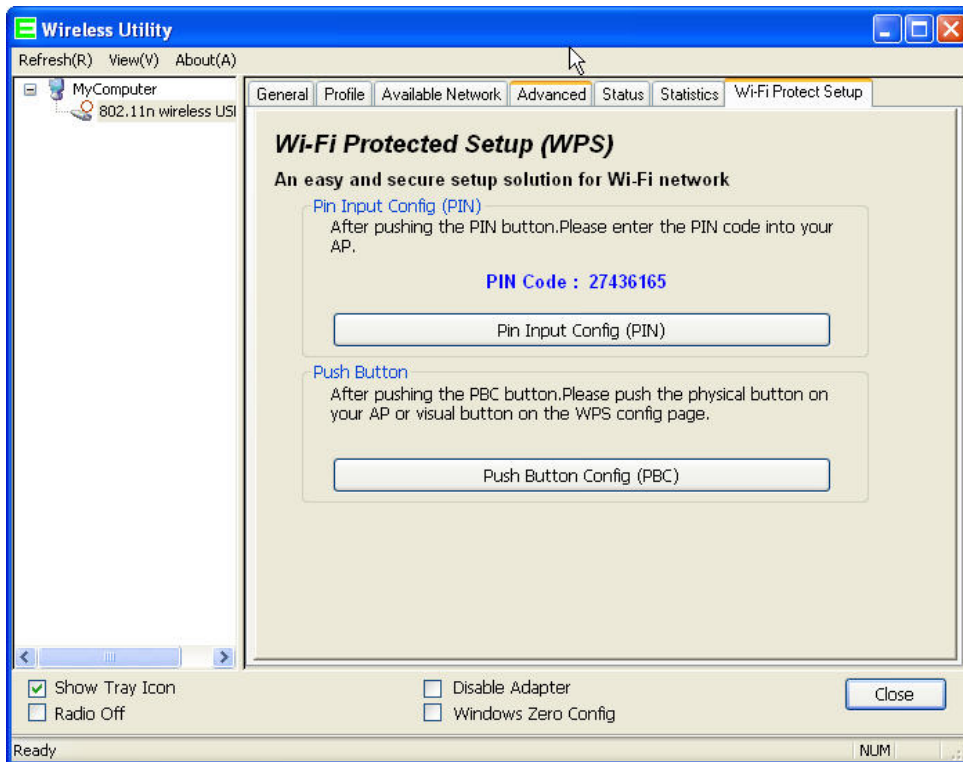 Wireless Utility
Refresh(R) View(V) About(A)
MyComputer
802.11n wireless USI
General Profile Available Network Advanced Status Statistics Wi-Fi Protect Setup
Wi-Fi Protected Setup (WPS)
An easy and secure setup solution for Wi-Fi network
Pin Input Config (PIN)
After pushing the PIN button.Please enter the PIN code into your
AP.
PIN Code : 27436165
Pin Input Config (PIN)
Push Button
After pushing the PBC button.Please push the physical button on
your AP or visual button on the WPS config page.
Push Button Config (PBC)
Show Tray Icon
Radio Off
Disable Adapter
Windows Zero Config
Close
Ready
NUM